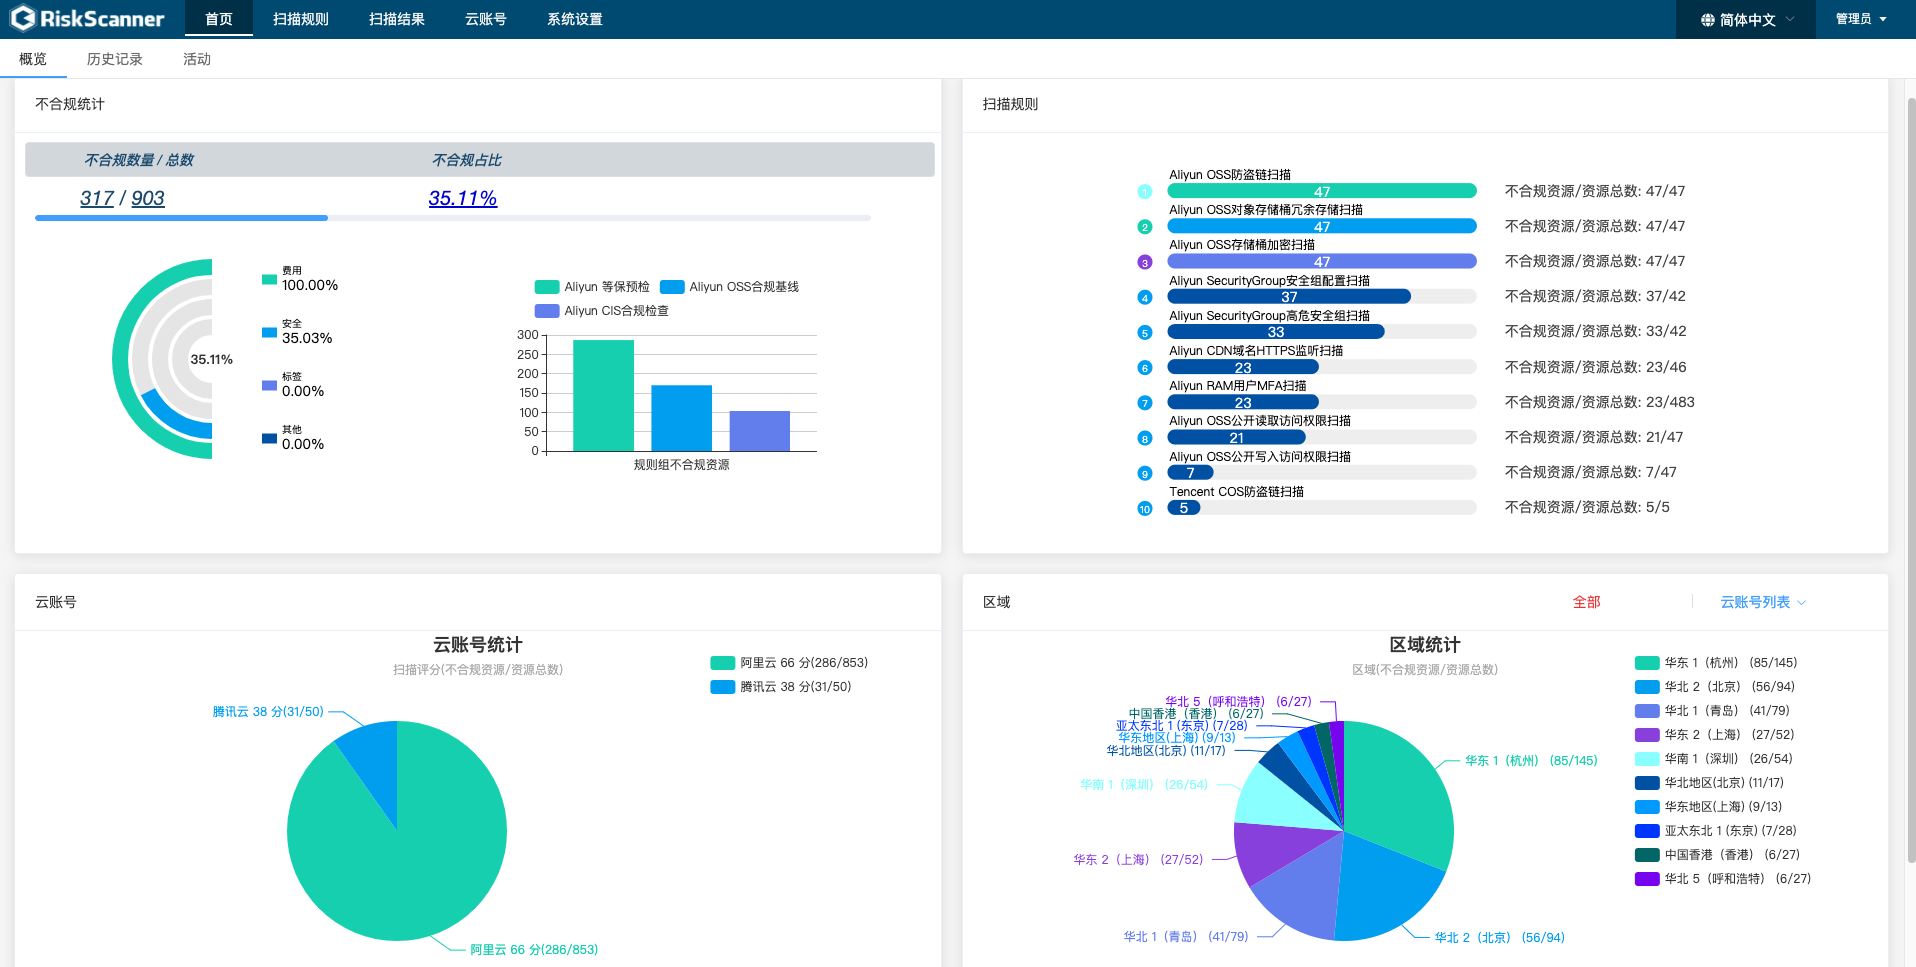 RiskScanner 首页 扫描规则 扫描结果 云账号 系统设置 简体中文 管理员
概览 历史记录 活动
不合规统计
不合规数量 / 总数 不合规占比
317 / 903 35.11%
费用
100.00%
安全
35.03%
标签
0.00%
其他
0.00%
35.11%
Aliyun 等保预检 Aliyun OSS合规基线
Aliyun CIS合规检查
300
250
200
150
100
50
0
规则组不合规资源
扫描规则
Aliyun OSS防盗链扫描
1 47 不合规资源/资源总数: 47/47
Aliyun OSS对象存储桶冗余存储扫描
2 47 不合规资源/资源总数: 47/47
Aliyun OSS存储桶加密扫描
3 47 不合规资源/资源总数: 47/47
Aliyun SecurityGroup安全组配置扫描
4 37 不合规资源/资源总数: 37/42
Aliyun SecurityGroup高危安全组扫描
5 33 不合规资源/资源总数: 33/42
Aliyun CDN域名HTTPS监听扫描
6 23 不合规资源/资源总数: 23/46
Aliyun RAM用户MFA扫描
7 23 不合规资源/资源总数: 23/483
Aliyun OSS公开读取访问权限扫描
8 21 不合规资源/资源总数: 21/47
Aliyun OSS公开写入访问权限扫描
9 7 不合规资源/资源总数: 7/47
Tencent COS防盗链扫描
10 5 不合规资源/资源总数: 5/5
云账号
云账号统计
扫描评分(不合规资源/资源总数)
阿里云 66 分(286/853)
腾讯云 38 分(31/50)
腾讯云 38 分(31/50)
阿里云 66 分(286/853)
区域 全部 云账号列表
区域统计
区域(不合规资源/资源总数)
华东 1（杭州） (85/145)
华北 2（北京） (56/94)
华北 1（青岛） (41/79)
华东 2（上海） (27/52)
华南 1（深圳） (26/54)
华北地区(北京) (11/17)
华东地区(上海) (9/13)
亚太东北 1 (东京) (7/28)
中国香港（香港） (6/27)
华北 5（呼和浩特） (6/27)
华北 5（呼和浩特） (6/27)
中国香港（香港） (6/27)
亚太东北 1 (东京) (7/28)
华东地区(上海) (9/13)
华北地区(北京) (11/17)
华东 1（杭州） (85/145)
华南 1（深圳） (26/54)
华东 2（上海） (27/52)
华北 1（青岛） (41/79)
华北 2（北京） (56/94)